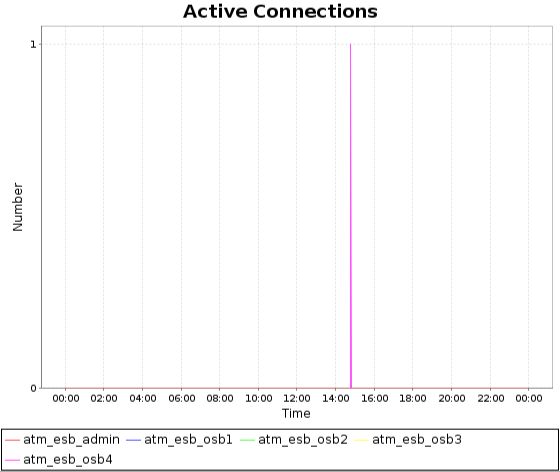 Active Connections
1
Number
0
00:00 02:00 04:00 06:00 08:00 10:00 12:00 14:00 16:00 18:00 20:00 22:00 00:00
Time
atm_esb_admin atm_esb_osb1 atm_esb_osb2 atm_esb_osb3
atm_esb_osb4